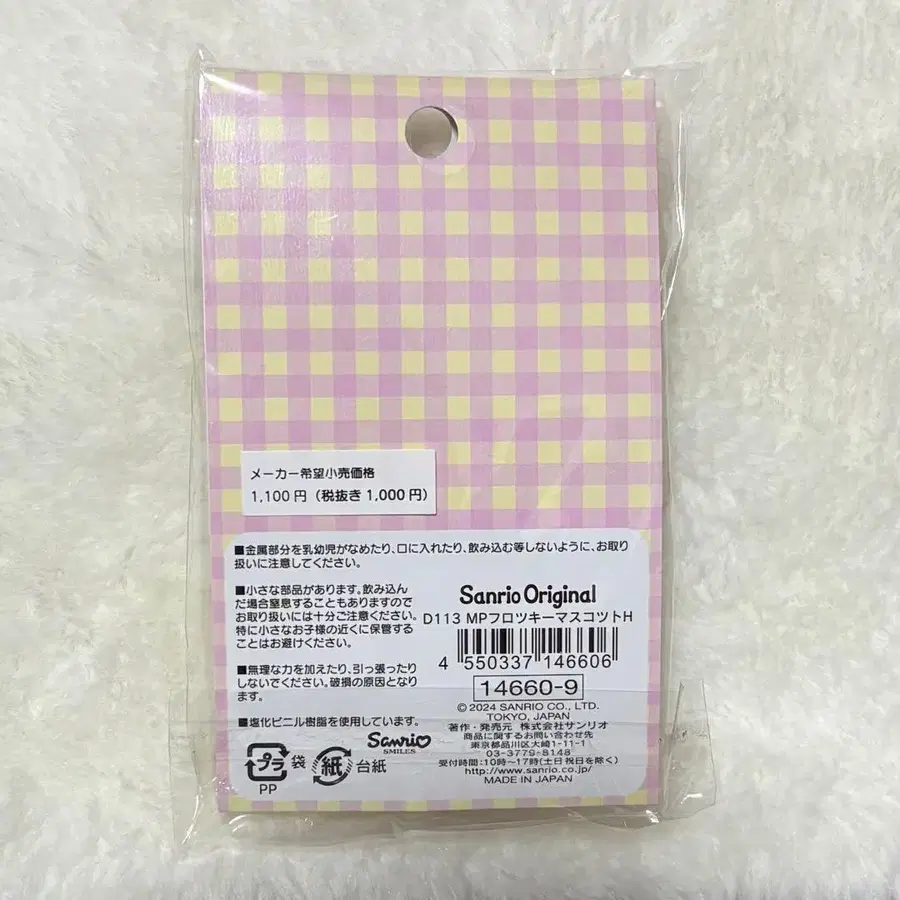 メーカー希望小売価格
1,100円（税抜き1,000円）
■金属部分を乳幼児がなめたり、口に入れたり、飲み込む等しないように、お取り
扱いに注意してください。
■小さな部品があります。飲み込ん
だ場合窒息することもありますので
お取り扱いには十分ご注意ください。
特に小さなお子様の近くに保管する
ことはお避けください。
■無理な力を加えたり、引っ張ったり
しないでください。破損の原因となり
ます。
■塩化ビニル樹脂を使用しています。
プラ 袋
PP
紙 台紙
Sanrio
SMILES
Sanrio Original
D113 MPフロツキーマスコツトH
4 550337 146606
14660-9
© 2024 SANRIO CO., LTD.
TOKYO, JAPAN
著作・発売元 株式会社サンリオ
商品に関するお問い合わせ先
東京都品川区大崎1-11-1
03-3779-8148
受付時間:10時〜17時(土日祝日を除く)
http://www.sanrio.co.jp/
MADE IN JAPAN